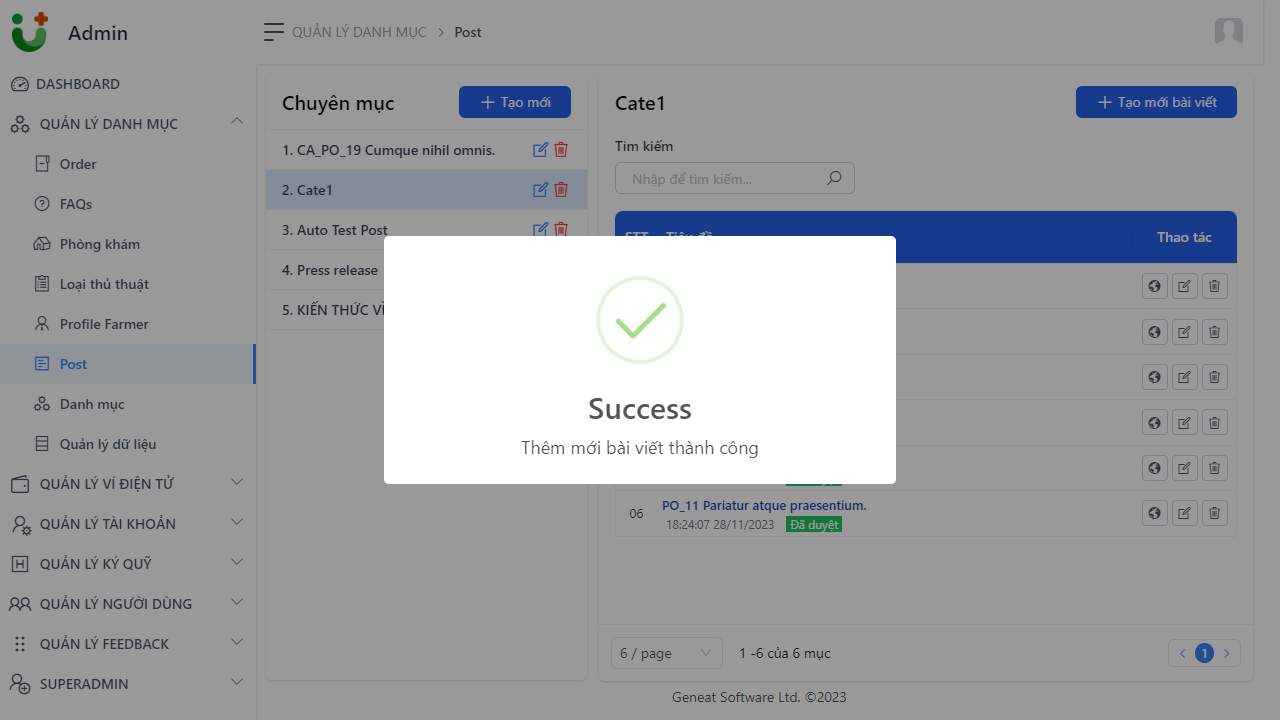 Admin
QUẢN LÝ DANH MỤC > Post
DASHBOARD
QUẢN LÝ DANH MỤC
Order
FAQs
Phòng khám
Loại thủ thuật
Profile Farmer
Post
Danh mục
Quản lý dữ liệu
QUẢN LÝ VÍ ĐIỆN TỬ
QUẢN LÝ TÀI KHOẢN
QUẢN LÝ KÝ QUỸ
QUẢN LÝ NGƯỜI DÙNG
QUẢN LÝ FEEDBACK
SUPERADMIN
Chuyên mục
Tạo mới
1. CA_PO_19 Cumque nihil omnis.
2. Cate1
3. Auto Test Post
4. Press release
5. KIẾN THỨC
Cate1
Tạo mới bài viết
Tìm kiếm
Nhập để tìm kiếm...
STT Tiêu đề Thao tác
06 PO_11 Pariatur atque praesentium.
18:24:07 28/11/2023 Đã duyệt
6 / page 1 -6 của 6 mục 1
Success
Thêm mới bài viết thành công
Geneat Software Ltd. ©2023